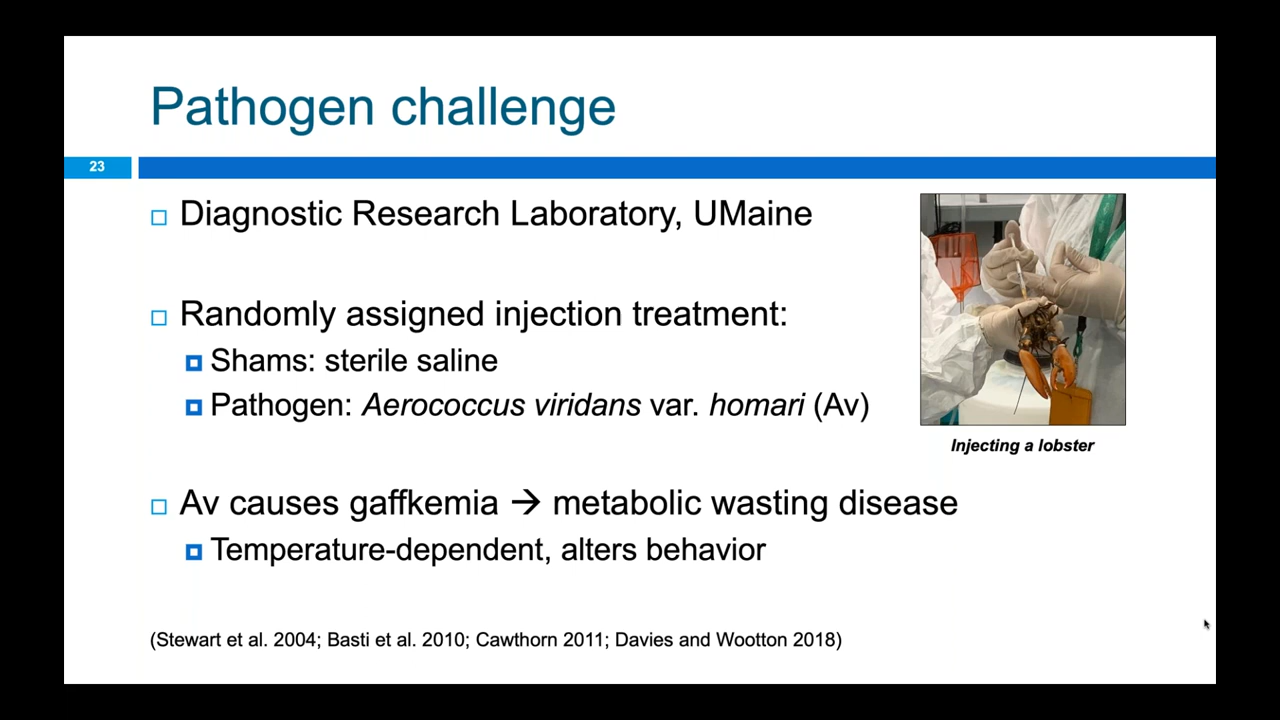 Pathogen challenge
23
Diagnostic Research Laboratory, UMaine
Randomly assigned injection treatment:
Shams: sterile saline
Pathogen: Aerococcus viridans var. homari (Av)
Injecting a lobster
Av causes gaffkemia → metabolic wasting disease
Temperature-dependent, alters behavior
(Stewart et al. 2004; Basti et al. 2010; Cawthorn 2011; Davies and Wootton 2018)